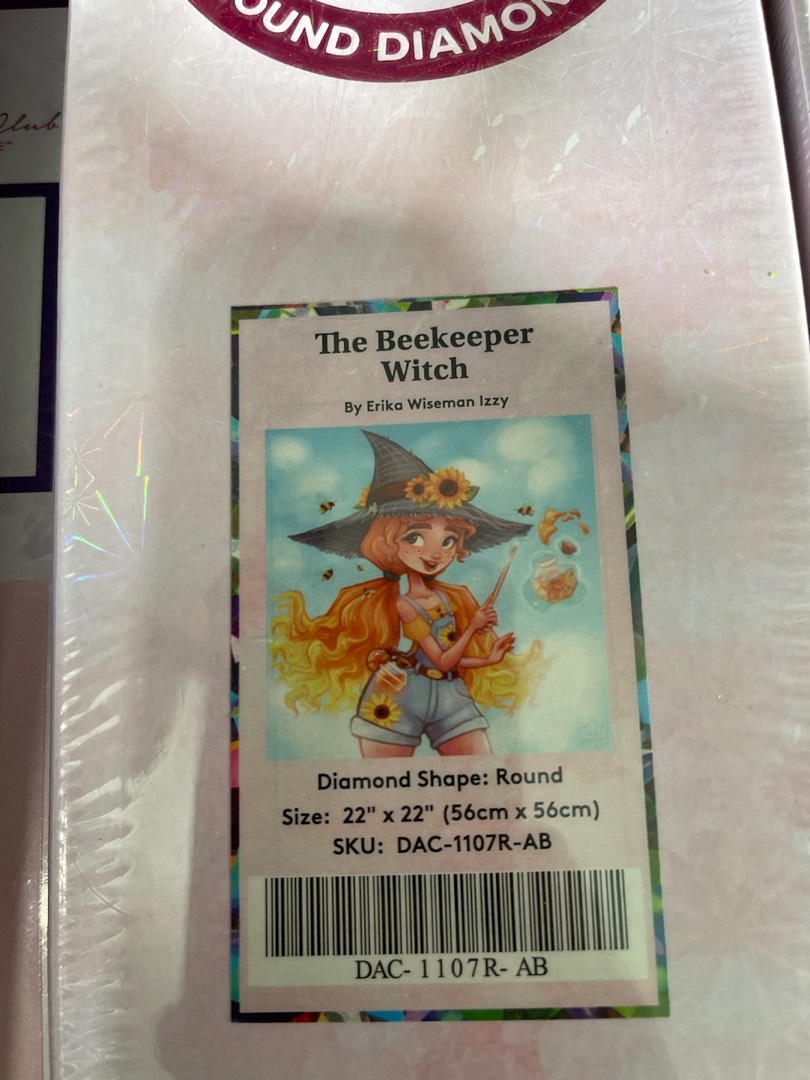 OUND DIAMON
Club
The Beekeeper
Witch
By Erika Wiseman Izzy
Diamond Shape: Round
Size: 22" x 22" (56cm x 56cm)
SKU: DAC-1107R-AB
DAC- 1107R- AB